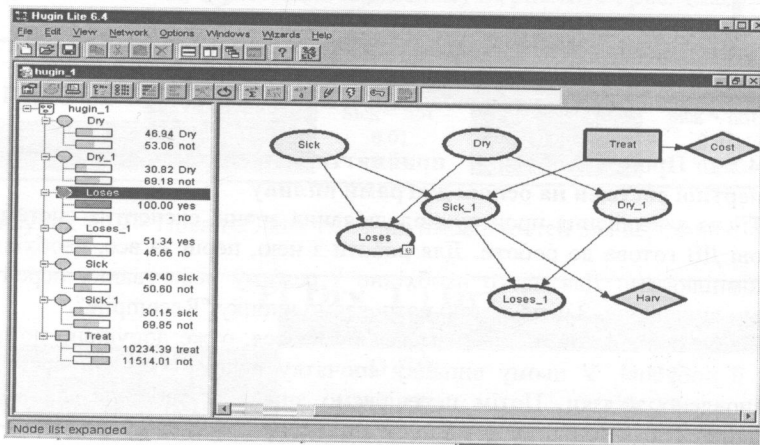 Hugin Lite 6.4
File Edit View Network Options Windows Wizards Help
hugin_1
hugin_1
Dry
46.94 Dry
53.06 not
Dry_1
30.82 Dry
69.18 not
Loses
100.00 yes
- no
Loses_1
51.34 yes
48.66 no
Sick
49.40 sick
50.60 not
Sick_1
30.15 sick
69.85 not
Treat
10234.39 treat
11514.01 not
Sick
Dry
Treat
Cost
Sick_1
Dry_1
Loses
Loses_1
Harv
Node list expanded